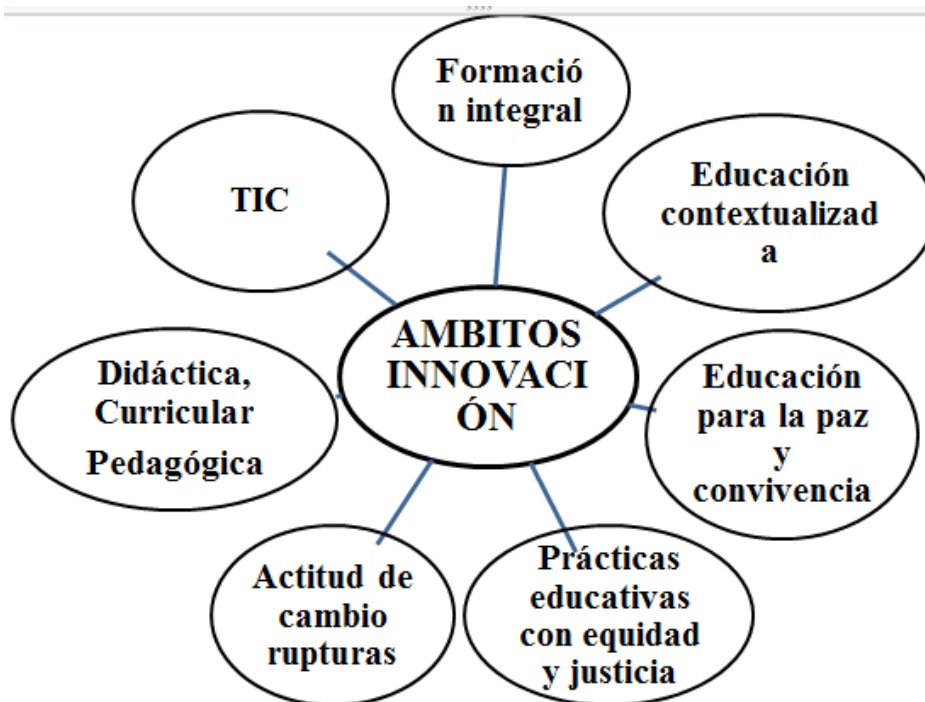 Formació
n integral
TIC
Educación
contextualizad
a
AMBITOS
INNOVACI
ÓN
Didáctica,
Curricular
Pedagógica
Educación
para la paz
y
convivencia
Actitud de
cambio
rupturas
Prácticas
educativas
con equidad
y justicia